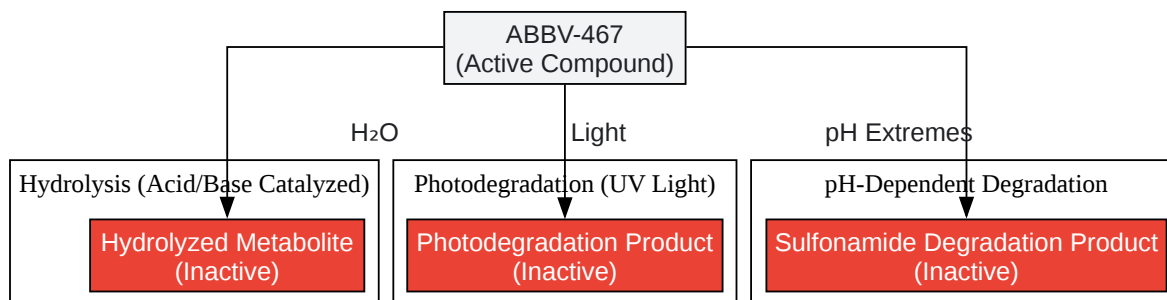 ABBV-467
(Active Compound)
H₂O
Light
pH Extremes
Hydrolysis (Acid/Base Catalyzed)
Photodegradation (UV Light)
pH-Dependent Degradation
Hydrolyzed Metabolite
(Inactive)
Photodegradation Product
(Inactive)
Sulfonamide Degradation Product
(Inactive)